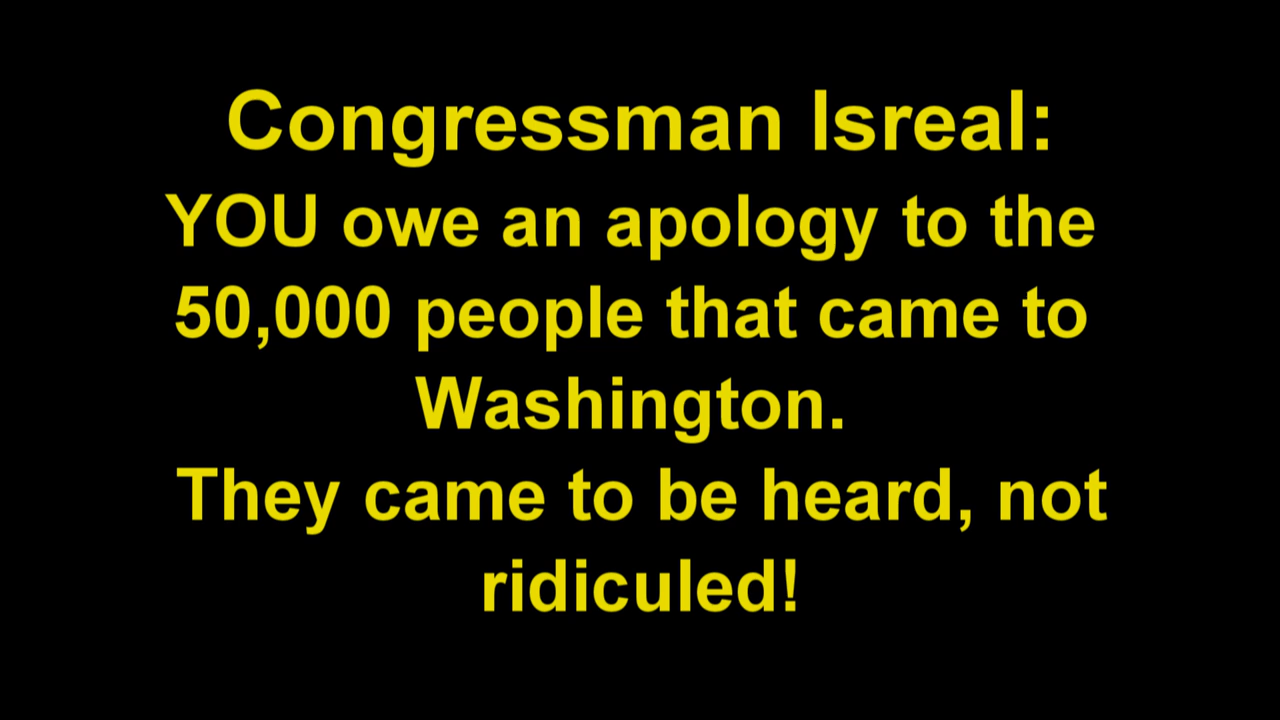 Congressman Isreal:
YOU owe an apology to the
50,000 people that came to
Washington.
They came to be heard, not
ridiculed!